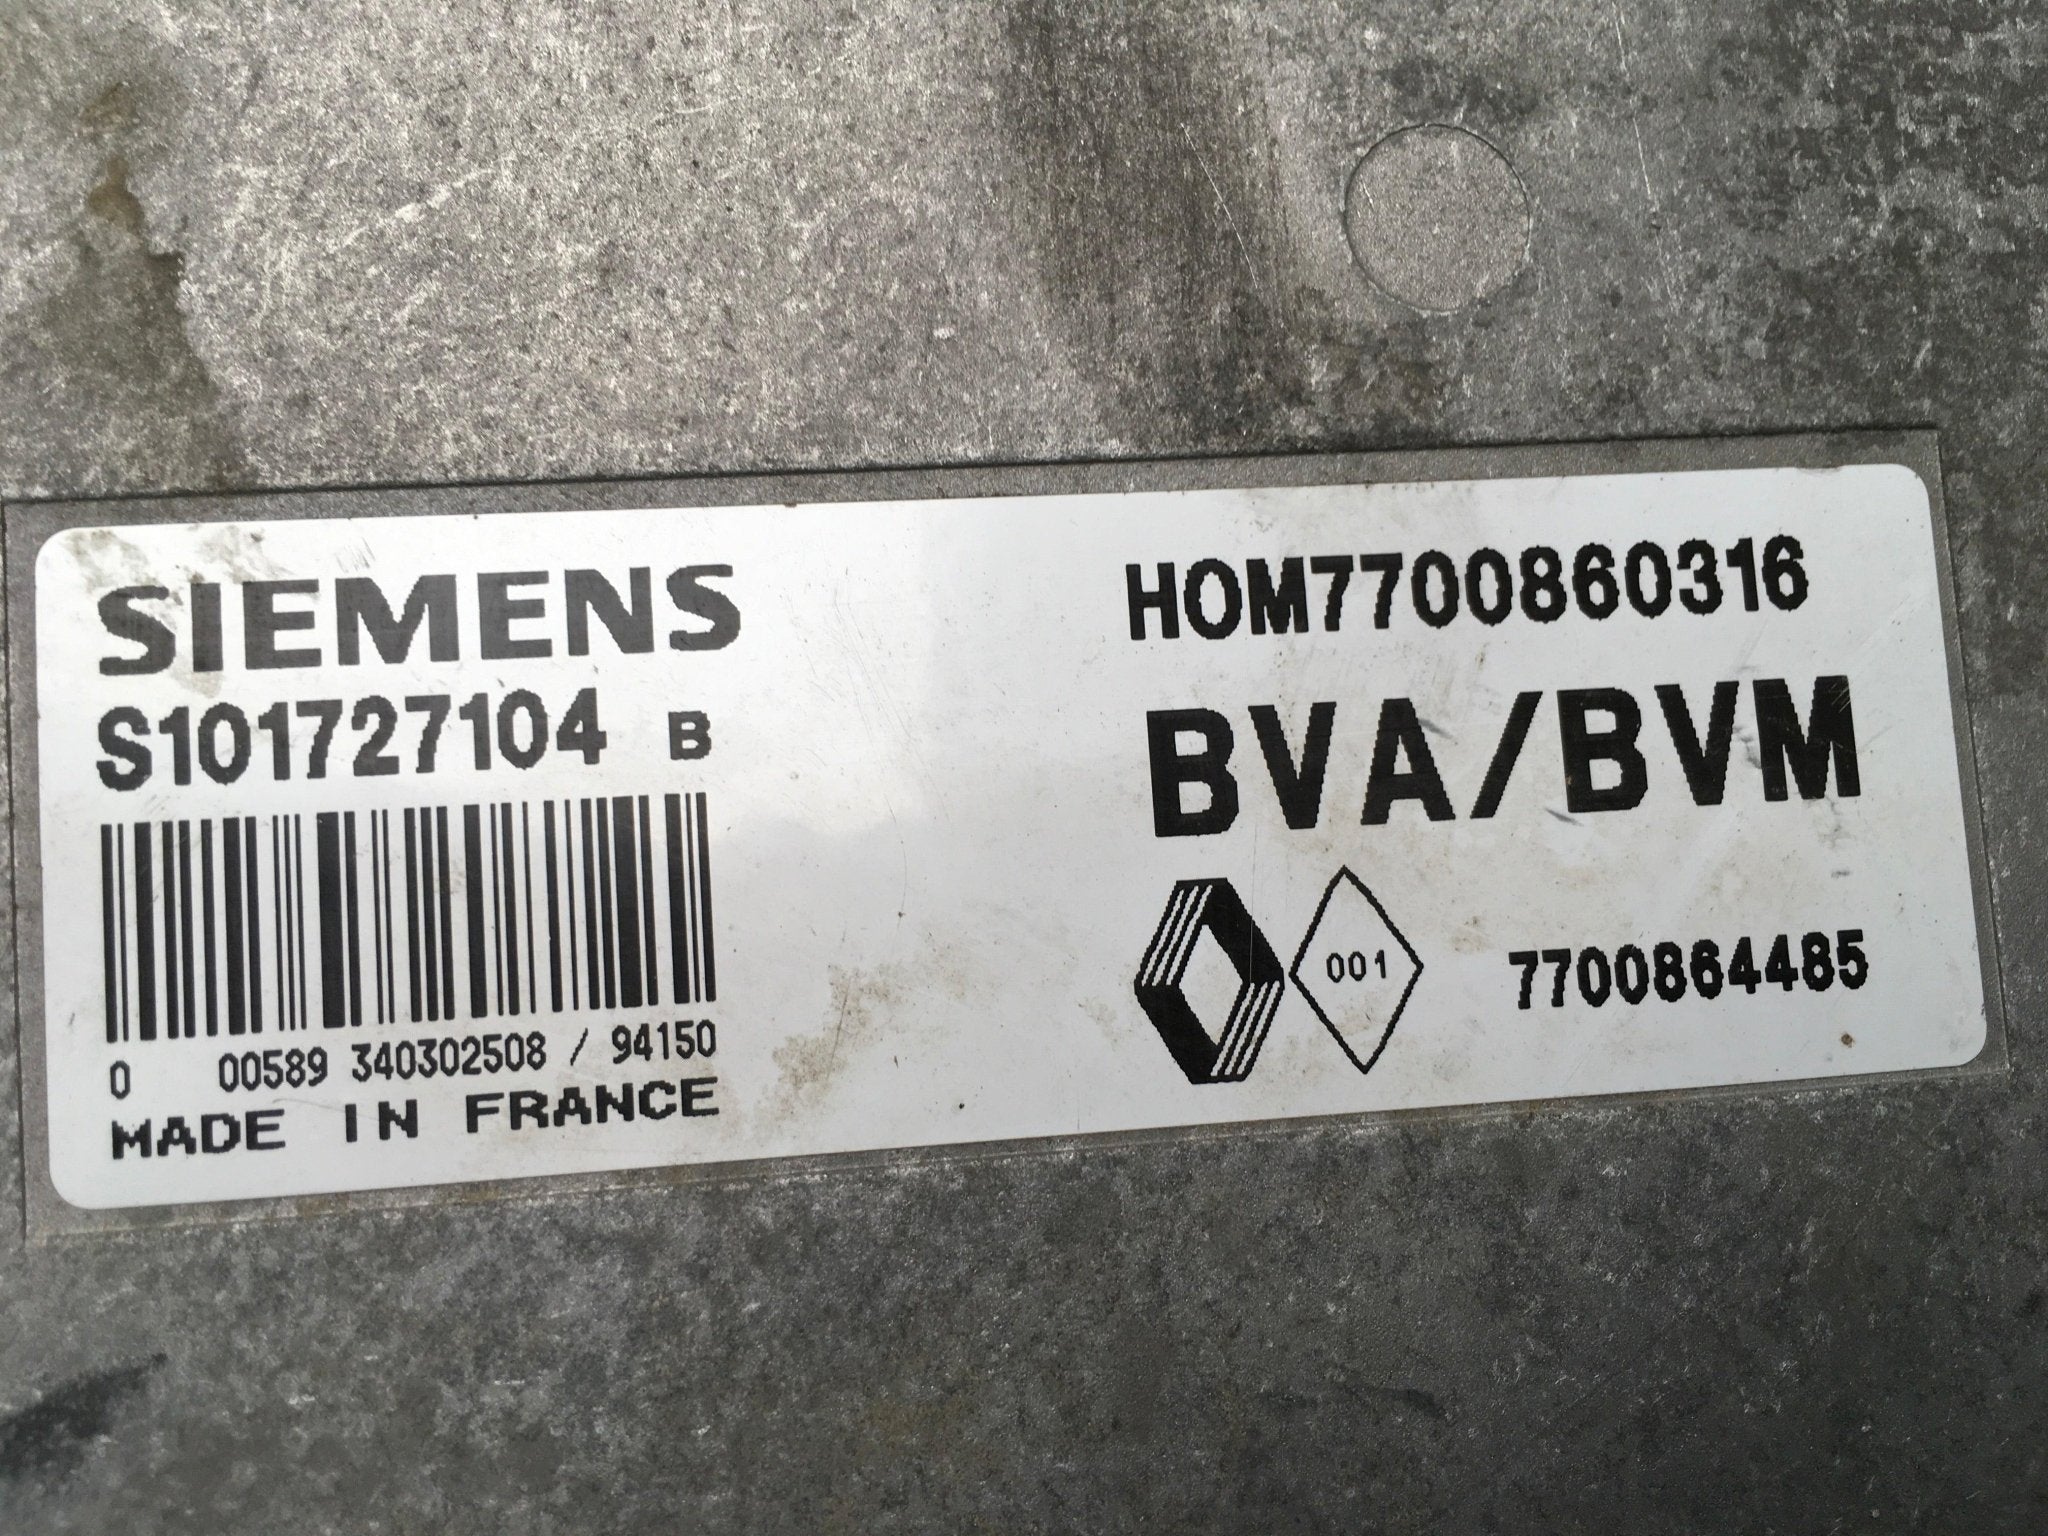 SIEMENS
S101727104 B
0 00589 340302508 / 94150
MADE IN FRANCE
HOM7700860316
BVA/BVM
001
7700864485